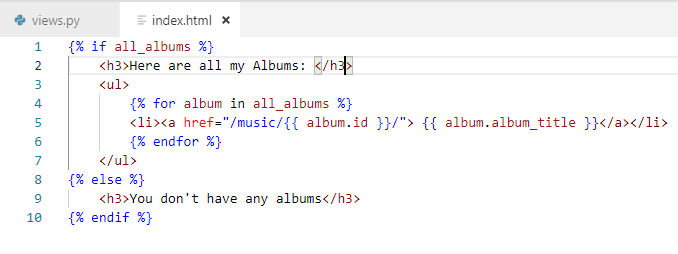 views.py index.html ×
1 {% if all_albums %}
2 <h3>Here are all my Albums: </h3>
3 <ul>
4 {% for album in all_albums %}
5 <li><a href="/music/{{ album.id }}/"> {{ album.album_title }}</a></li>
6 {% endfor %}
7 </ul>
8 {% else %}
9 <h3>You don't have any albums</h3>
10 {% endif %}